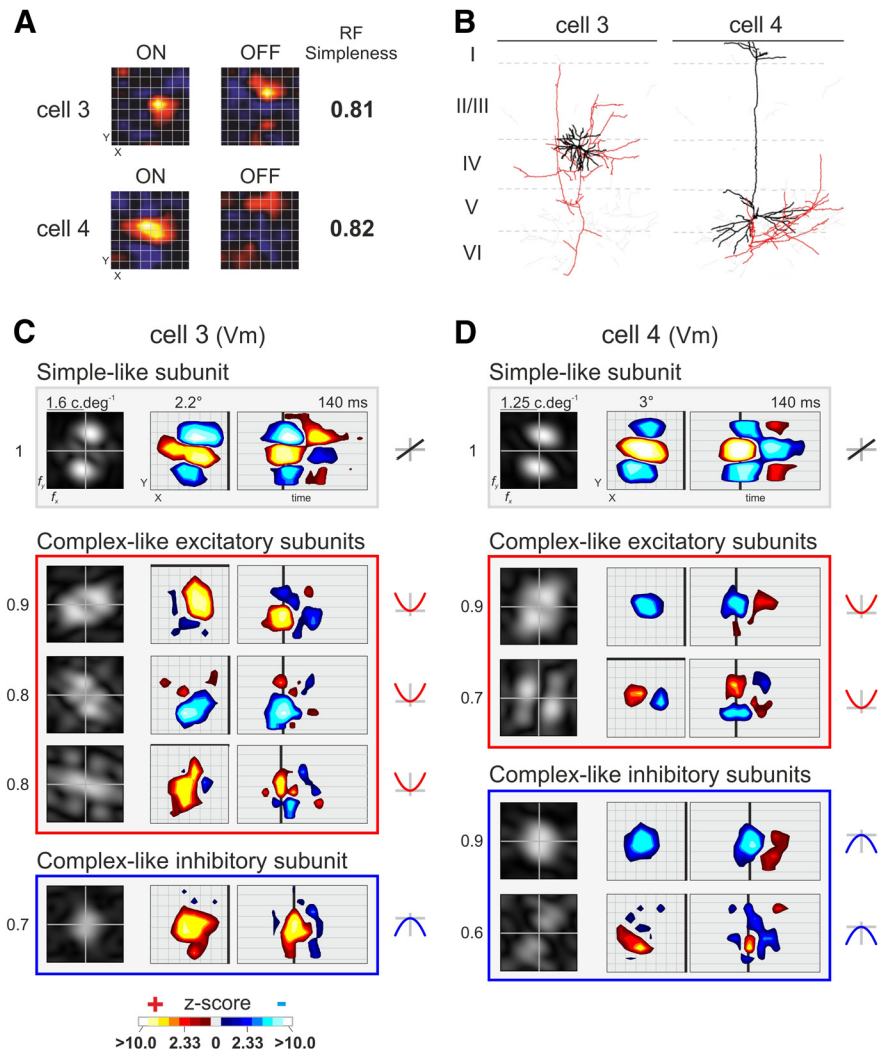 A
ON
OFF
RF
Simpleness
cell 3
0.81
Y
X
ON
OFF
cell 4
0.82
Y
X
B
cell 3
cell 4
I
II/III
IV
V
VI
C
cell 3 (Vm)
Simple-like subunit
1.6 c.deg-1
2.2°
140 ms
1
fy
fx
Y
X
time
Complex-like excitatory subunits
0.9
0.8
0.8
Complex-like inhibitory subunit
0.7
+ z-score -
>10.0 2.33 0 2.33 >10.0
D
cell 4 (Vm)
Simple-like subunit
1.25 c.deg-1
3°
140 ms
1
fy
fx
Y
X
time
Complex-like excitatory subunits
0.9
0.7
Complex-like inhibitory subunits
0.9
0.6